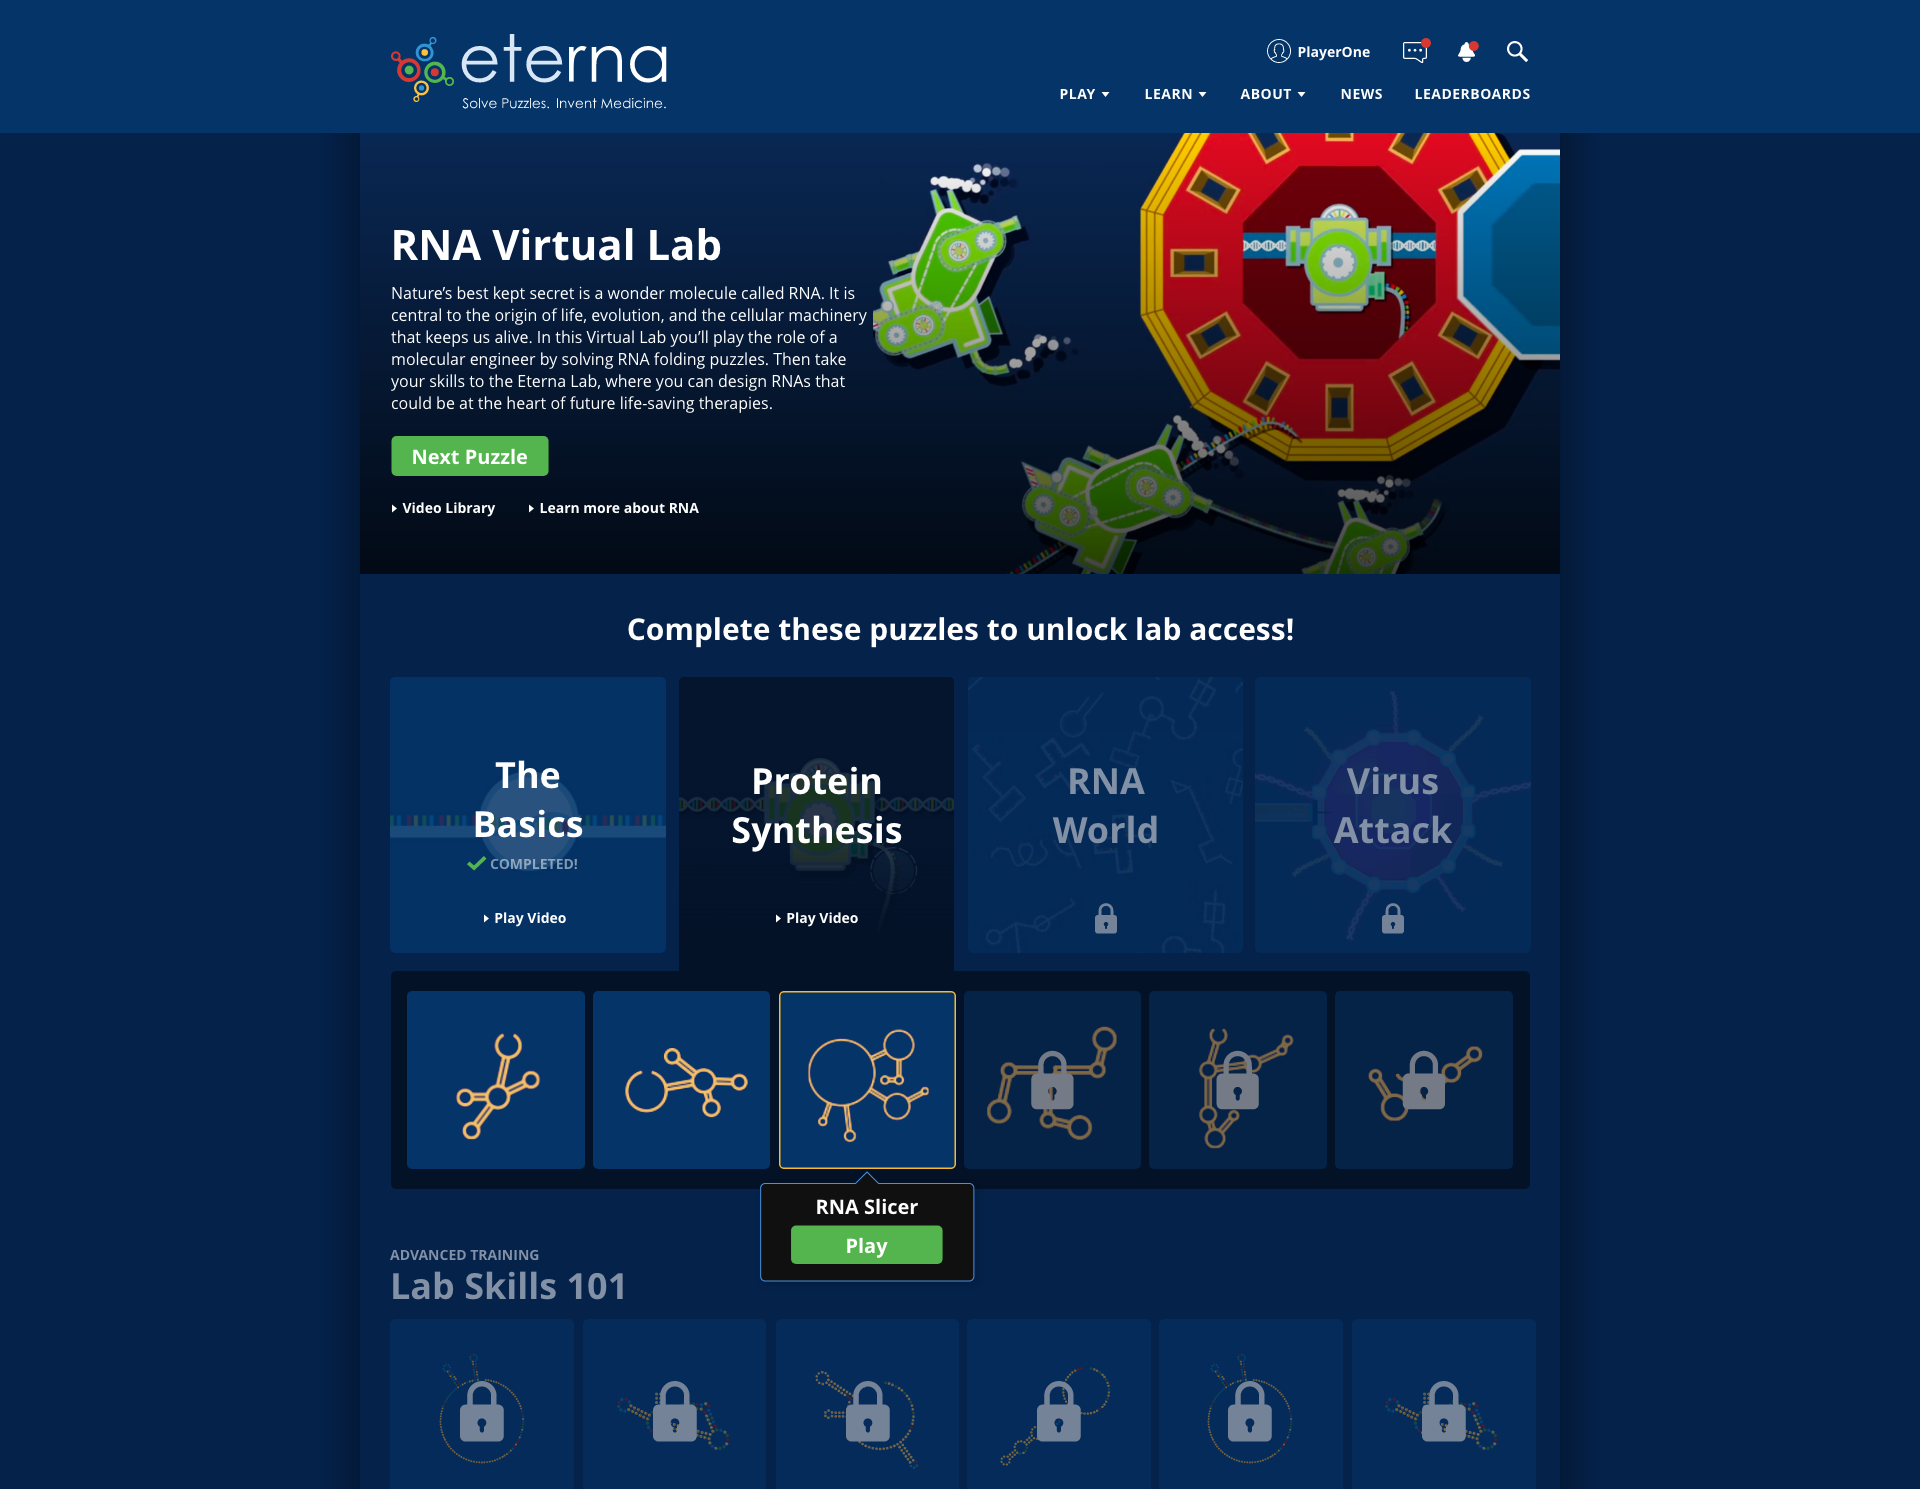 eterna
Solve Puzzles. Invent Medicine.
PlayerOne
PLAY
LEARN
ABOUT
NEWS
LEADERBOARDS
RNA Virtual Lab
Nature’s best kept secret is a wonder molecule called RNA. It is
central to the origin of life, evolution, and the cellular machinery
that keeps us alive. In this Virtual Lab you’ll play the role of a
molecular engineer by solving RNA folding puzzles. Then take
your skills to the Eterna Lab, where you can design RNAs that
could be at the heart of future life-saving therapies.
Next Puzzle
Video Library
Learn more about RNA
Complete these puzzles to unlock lab access!
The
Basics
COMPLETED!
Play Video
Protein
Synthesis
Play Video
RNA
World
Virus
Attack
RNA Slicer
Play
ADVANCED TRAINING
Lab Skills 101